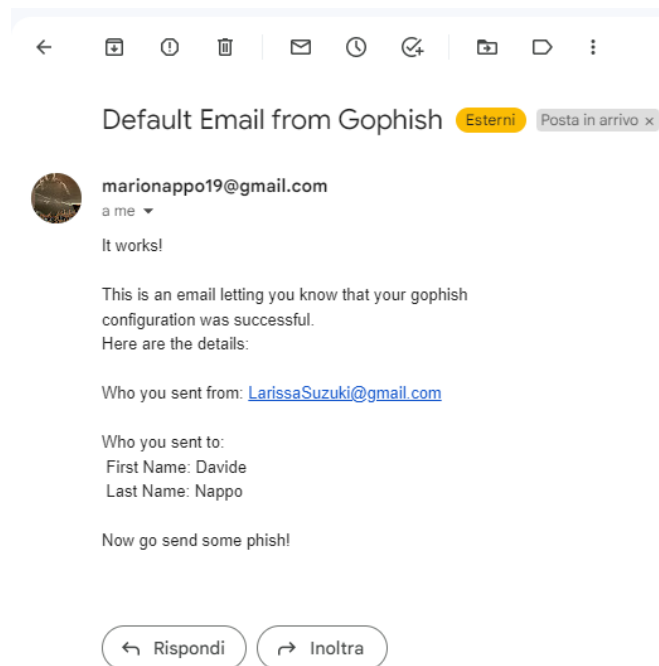 Default Email from Gophish Esterni Posta in arrivo x
marionappo19@gmail.com
a me
It works!
This is an email letting you know that your gophish
configuration was successful.
Here are the details:
Who you sent from: LarissaSuzuki@gmail.com
Who you sent to:
First Name: Davide
Last Name: Nappo
Now go send some phish!
Rispondi Inoltra